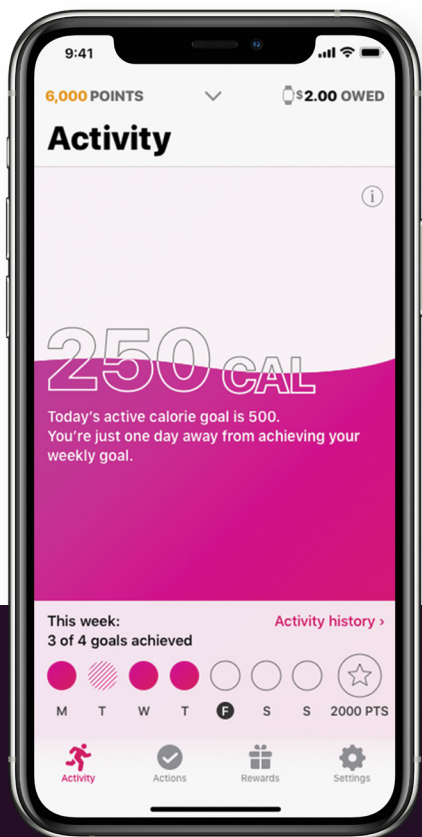 9:41
6,000 POINTS
$2.00 OWED
Activity
250 CAL
Today's active calorie goal is 500.
You're just one day away from achieving your
weekly goal.
This week:
Activity history ›
3 of 4 goals achieved
M T W T F S S 2000 PTS
Activity Actions Rewards Settings